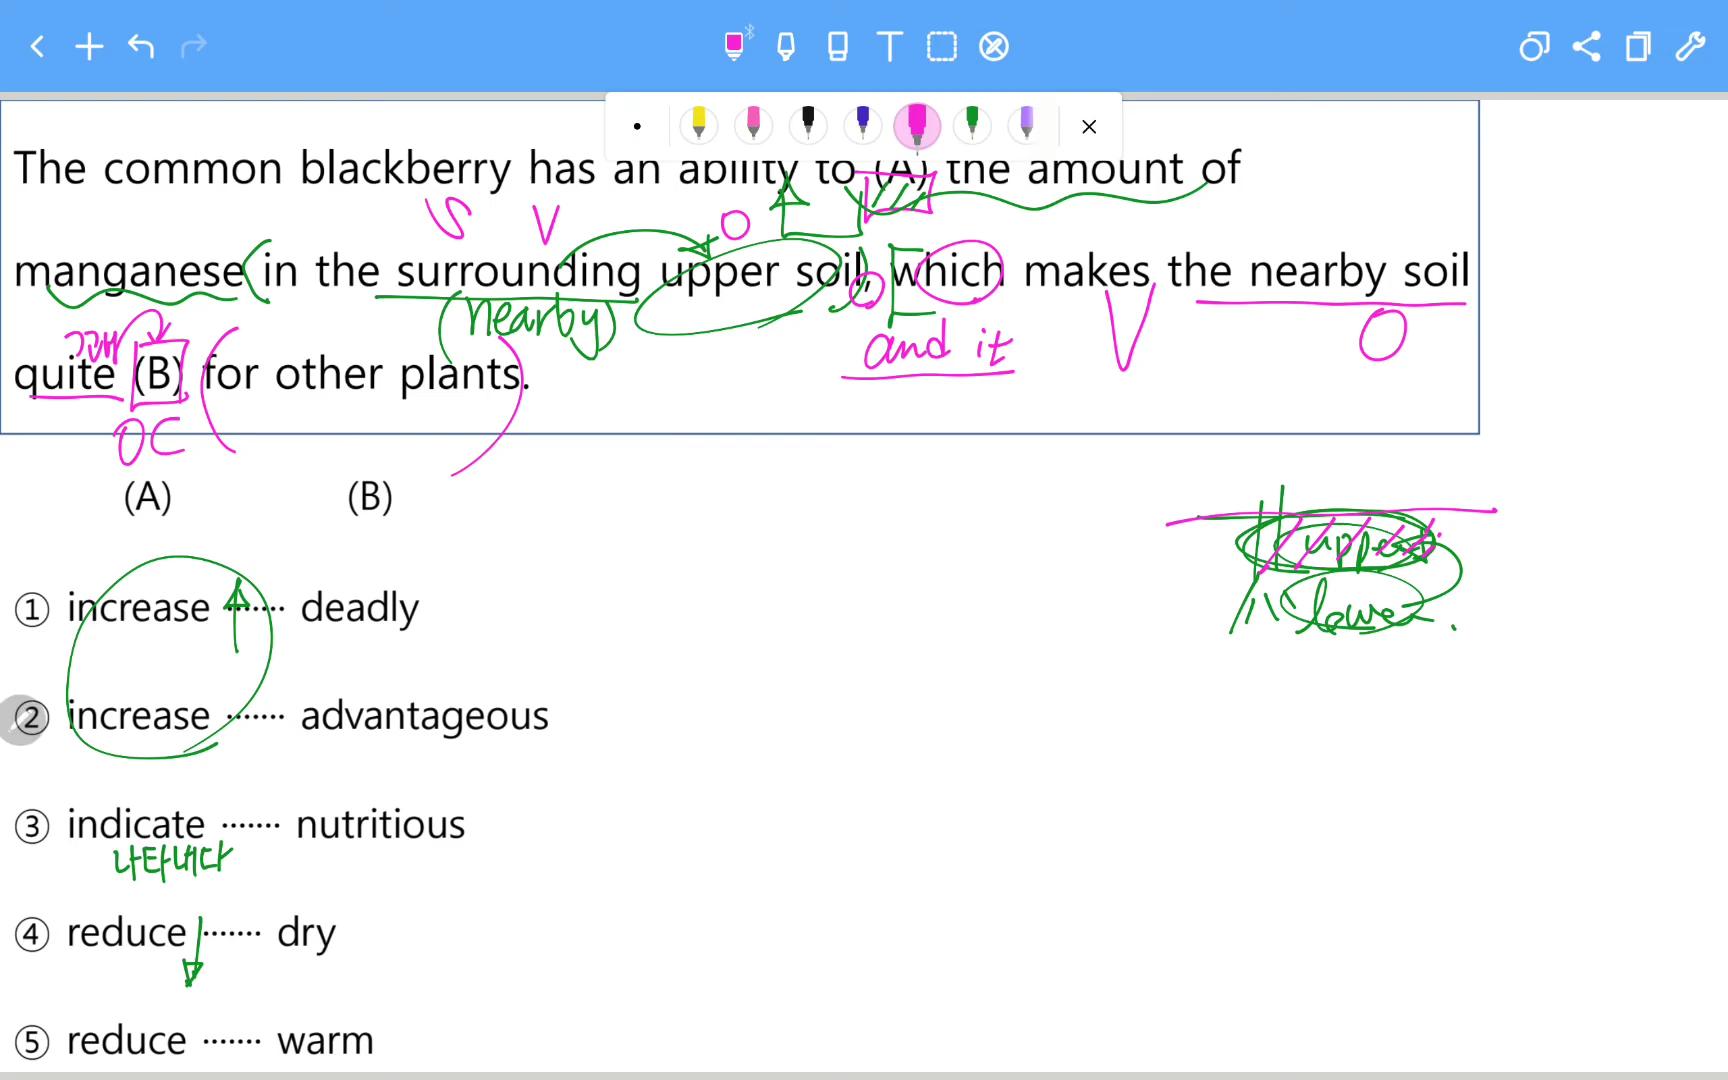 The common blackberry has an ability to (A) the amount of
S V O
manganese (in the surrounding upper soil), which makes the nearby soil
(nearby) and it V O
quite (B) for other plants.
OC
(A) (B)
upper
lower
① increase ······· deadly
② increase ······· advantageous
③ indicate ······· nutritious
나타내다
④ reduce ······· dry
⑤ reduce ······· warm